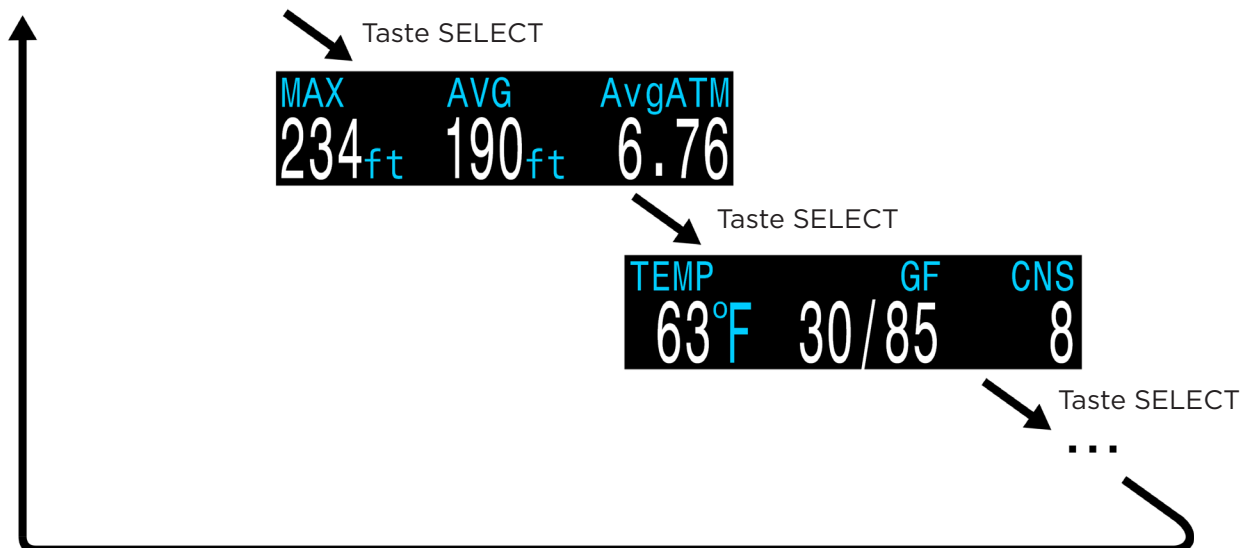 Taste SELECT
MAX AVG AvgATM
234ft 190ft 6.76
Taste SELECT
TEMP GF CNS
63°F 30/85 8
Taste SELECT
...